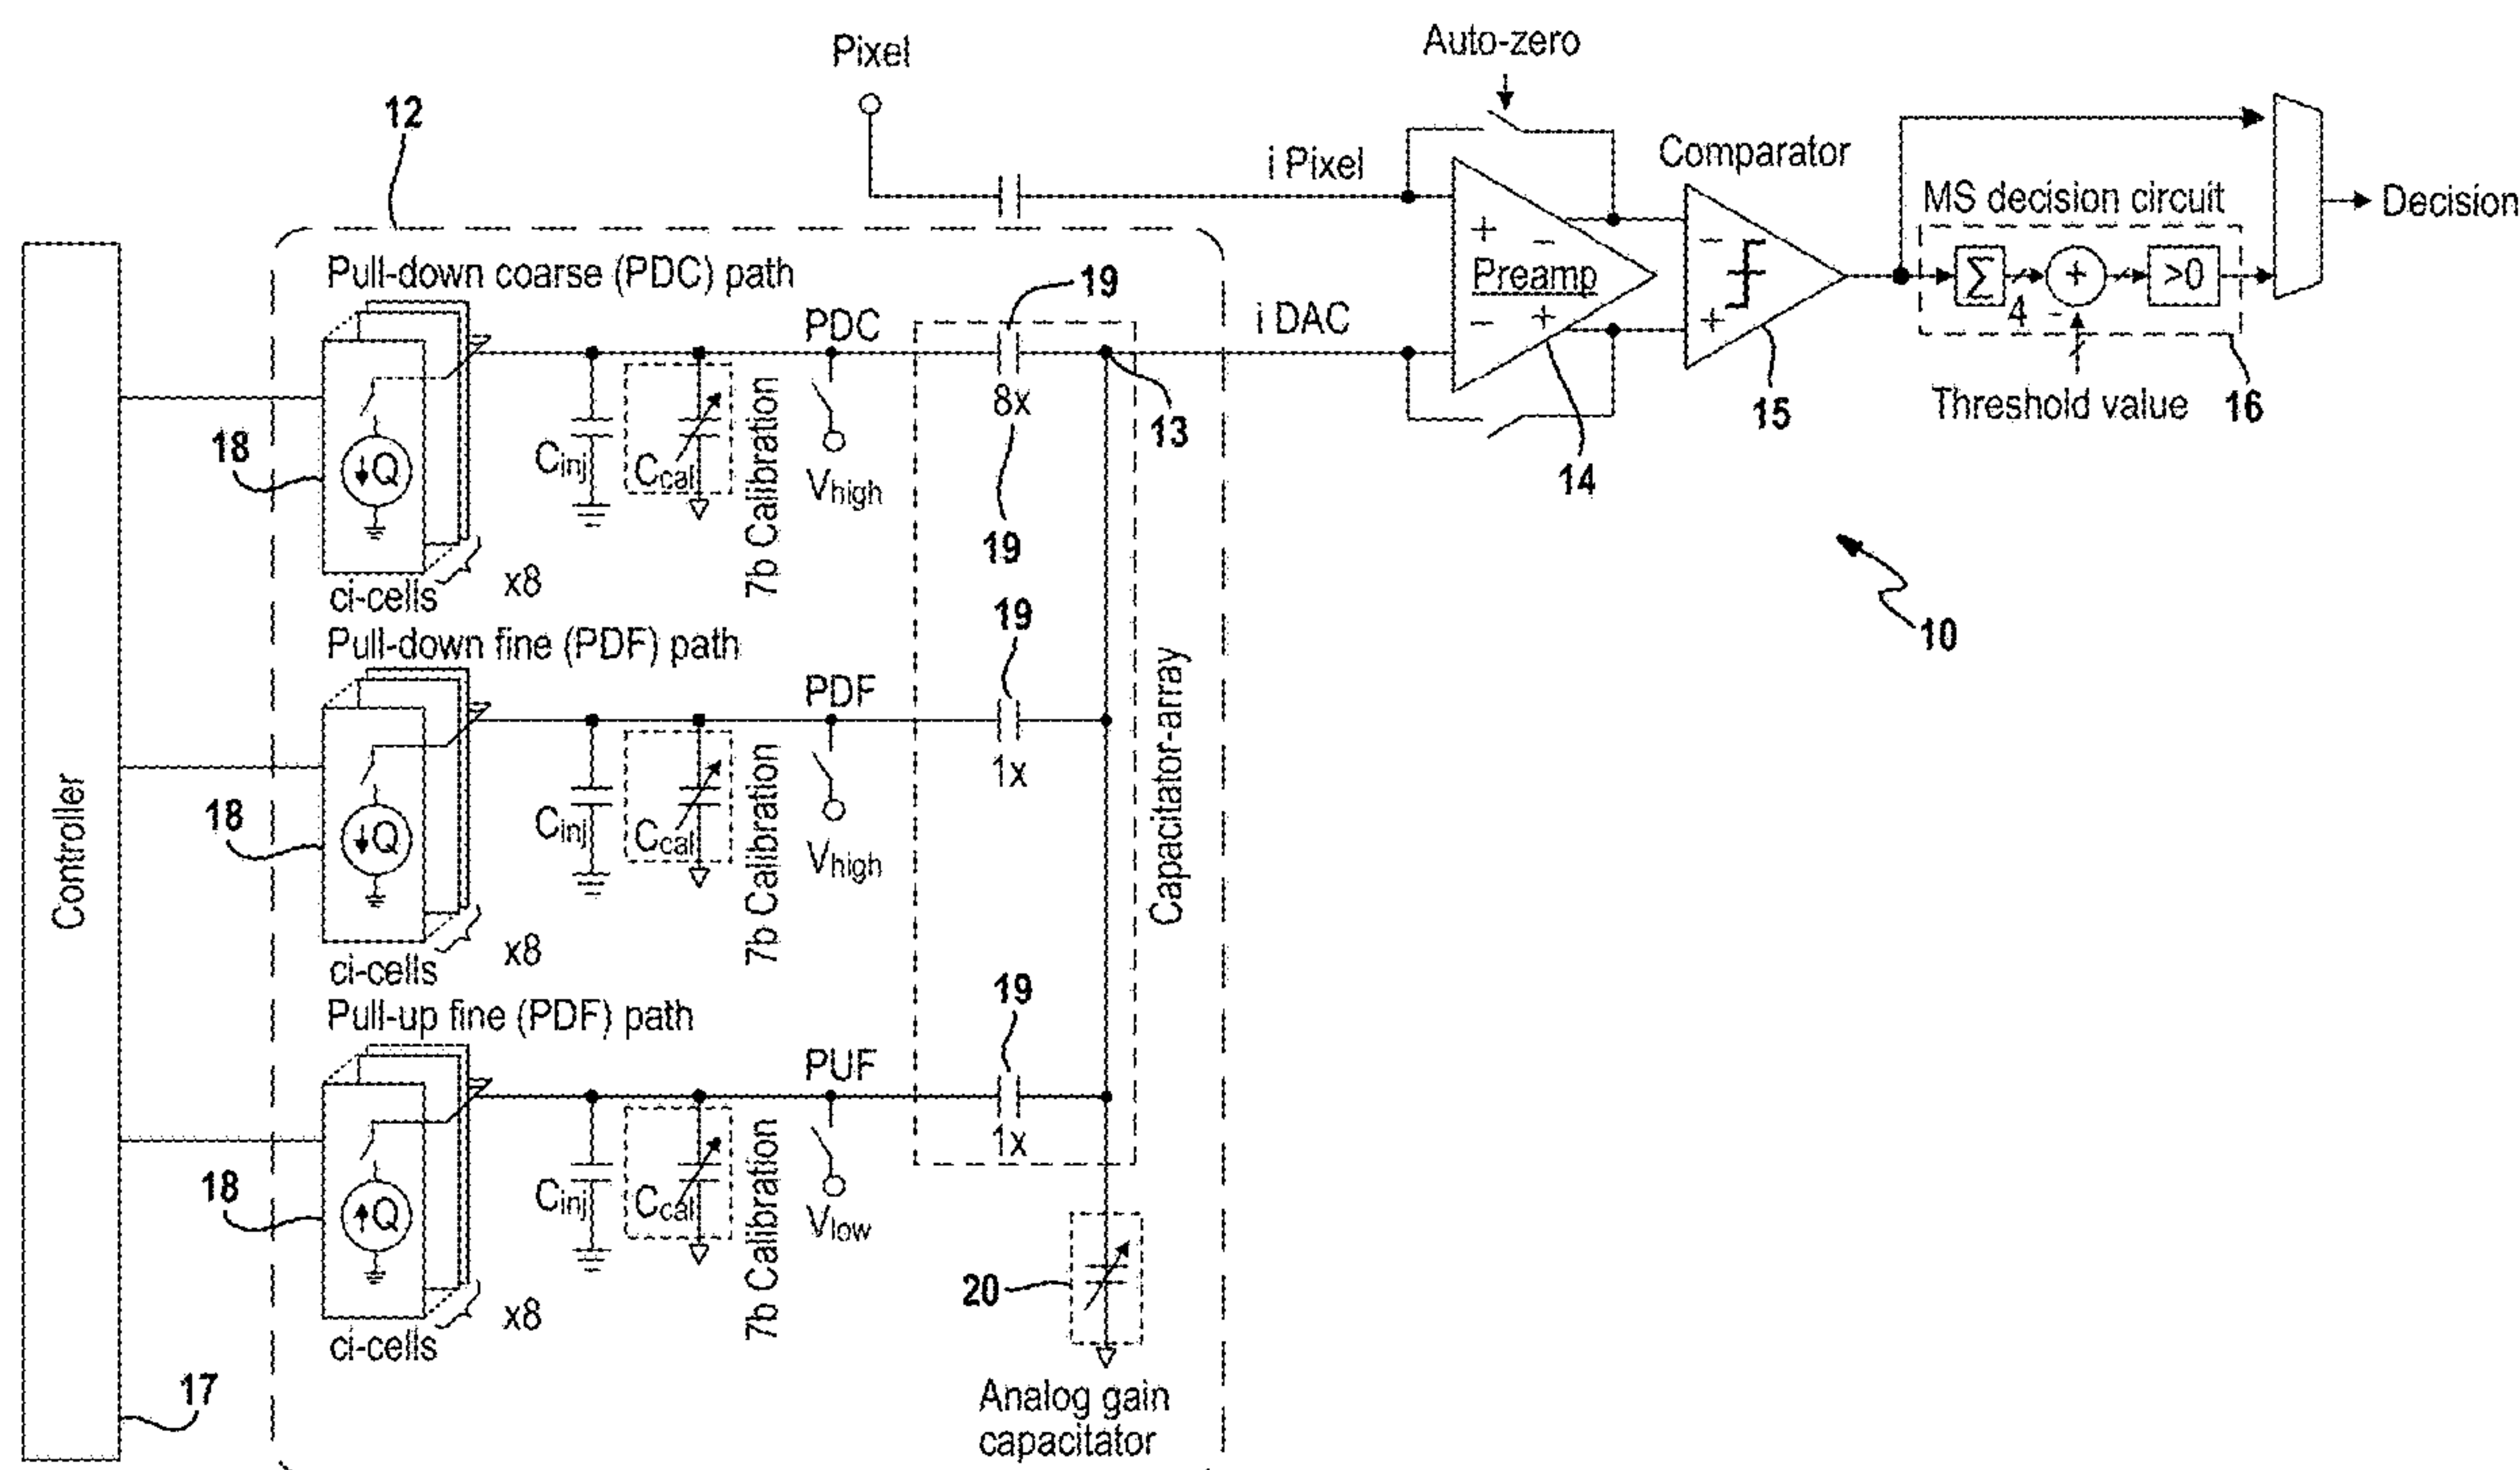 Pixel
Auto-zero
12
i Pixel
Comparator
MS decision circuit
Decision
Pull-down coarse (PDC) path
19
+
−
Preamp
−
+
−
+
Σ
4
+
−
>0
PDC
i DAC
8x
13
15
Threshold value
16
14
18
Q
Cinj
Ccal
7b Calibration
Vhigh
19
ci-cells
x8
10
Pull-down fine (PDF) path
19
PDF
1x
18
Q
Cinj
Ccal
7b Calibration
Vhigh
Capacitator-array
Controller
ci-cells
x8
Pull-up fine (PDF) path
19
PUF
1x
18
Q
Cinj
Ccal
7b Calibration
Vlow
ci-cells
x8
20
17
Analog gain
capacitator